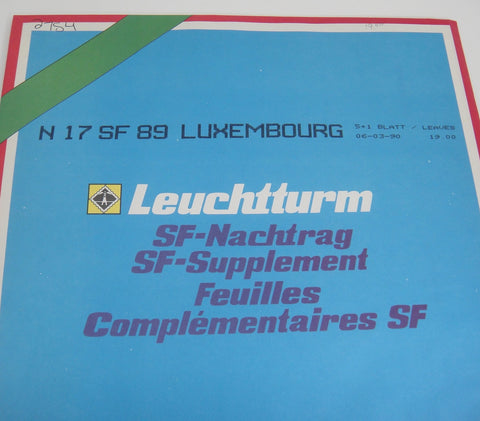 2984
N 17 SF 89 LUXEMBOURG
5+1 BLATT / LEAVES
06-03-90 19.00
Leuchtturm
SF-Nachtrag
SF-Supplement
Feuilles
Complémentaires SF